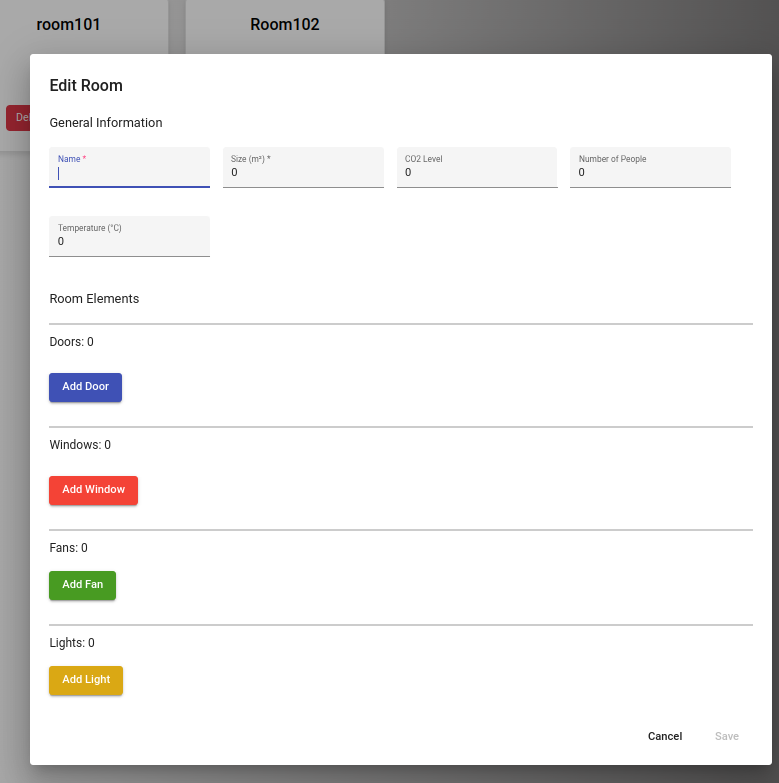 room101
Room102
Del
Edit Room
General Information
Name *
Size (m²) *
CO2 Level
Number of People
0
0
0
Temperature (°C)
0
Room Elements
Doors: 0
Add Door
Windows: 0
Add Window
Fans: 0
Add Fan
Lights: 0
Add Light
Cancel
Save